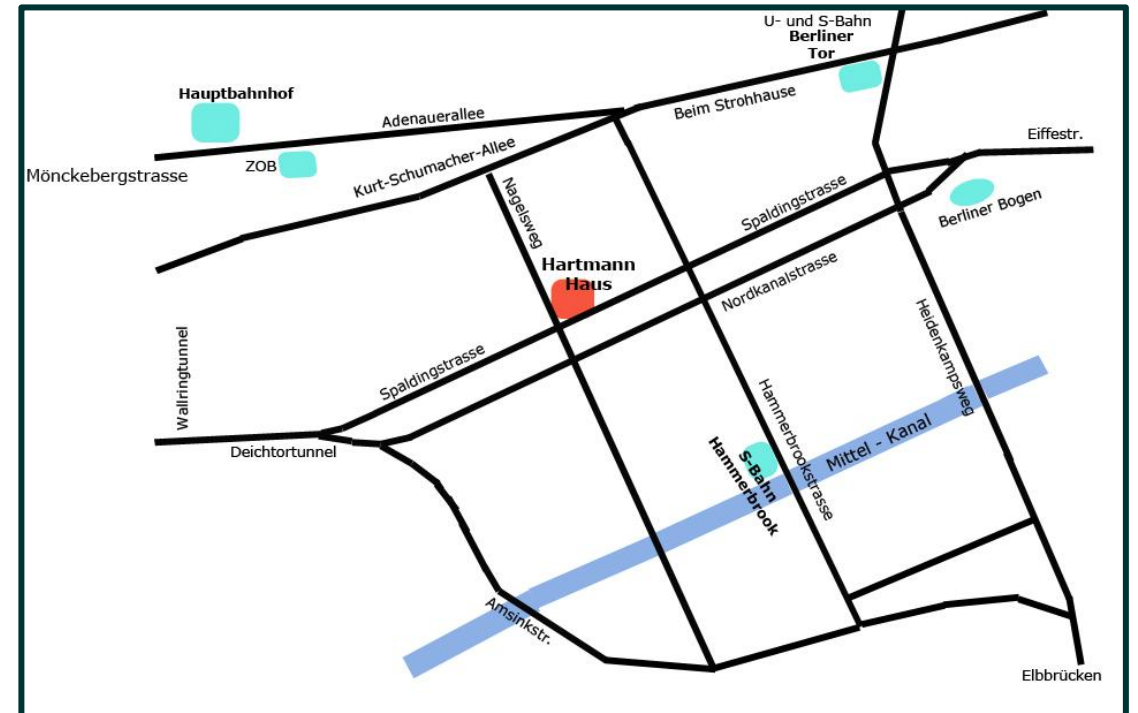 U- und S-Bahn
Berliner
Tor
Hauptbahnhof
Adenauerallee
Beim Strohhause
Eiffestr.
ZOB
Mönckebergstrasse
Kurt-Schumacher-Allee
Nagelsweg
Spaldingstrasse
Berliner Bogen
Hartmann
Haus
Nordkanalstrasse
Heidenkampsweg
Wallringtunnel
Spaldingstrasse
Deichtortunnel
Hammerbrookstrasse
Mittel - Kanal
S-Bahn
Hammerbrook
Amsinkstr.
Elbbrücken